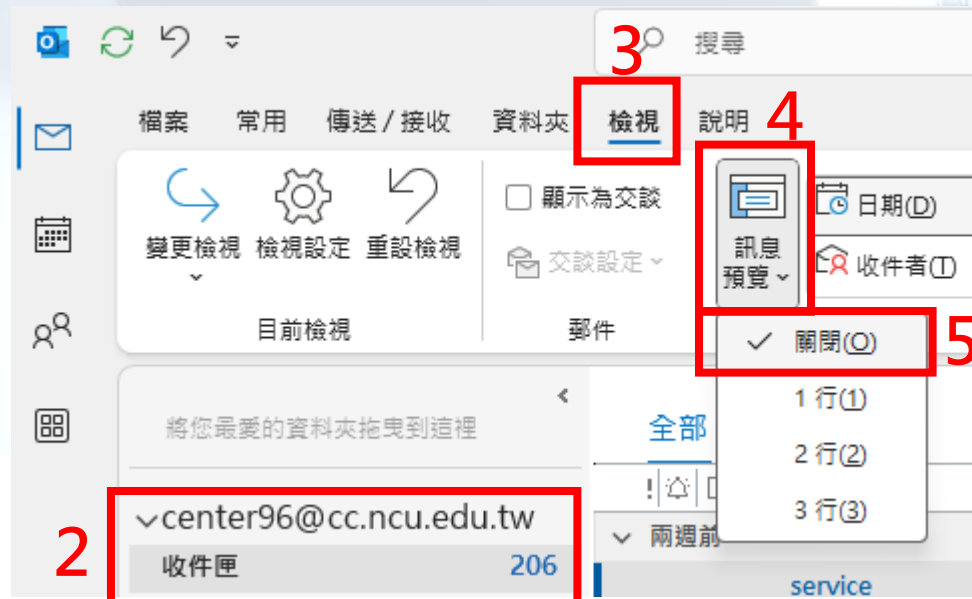 3
搜尋
檔案 常用 傳送 / 接收 資料夾 檢視 說明
4
變更檢視 檢視設定 重設檢視
目前檢視
顯示為交談
交談設定
郵件
訊息
預覽
日期(D)
收件者(T)
關閉(O)
5
1 行(1)
2 行(2)
3 行(3)
將您最愛的資料夾拖曳到這裡
全部
2
center96@cc.ncu.edu.tw
收件匣 206
兩週前
service